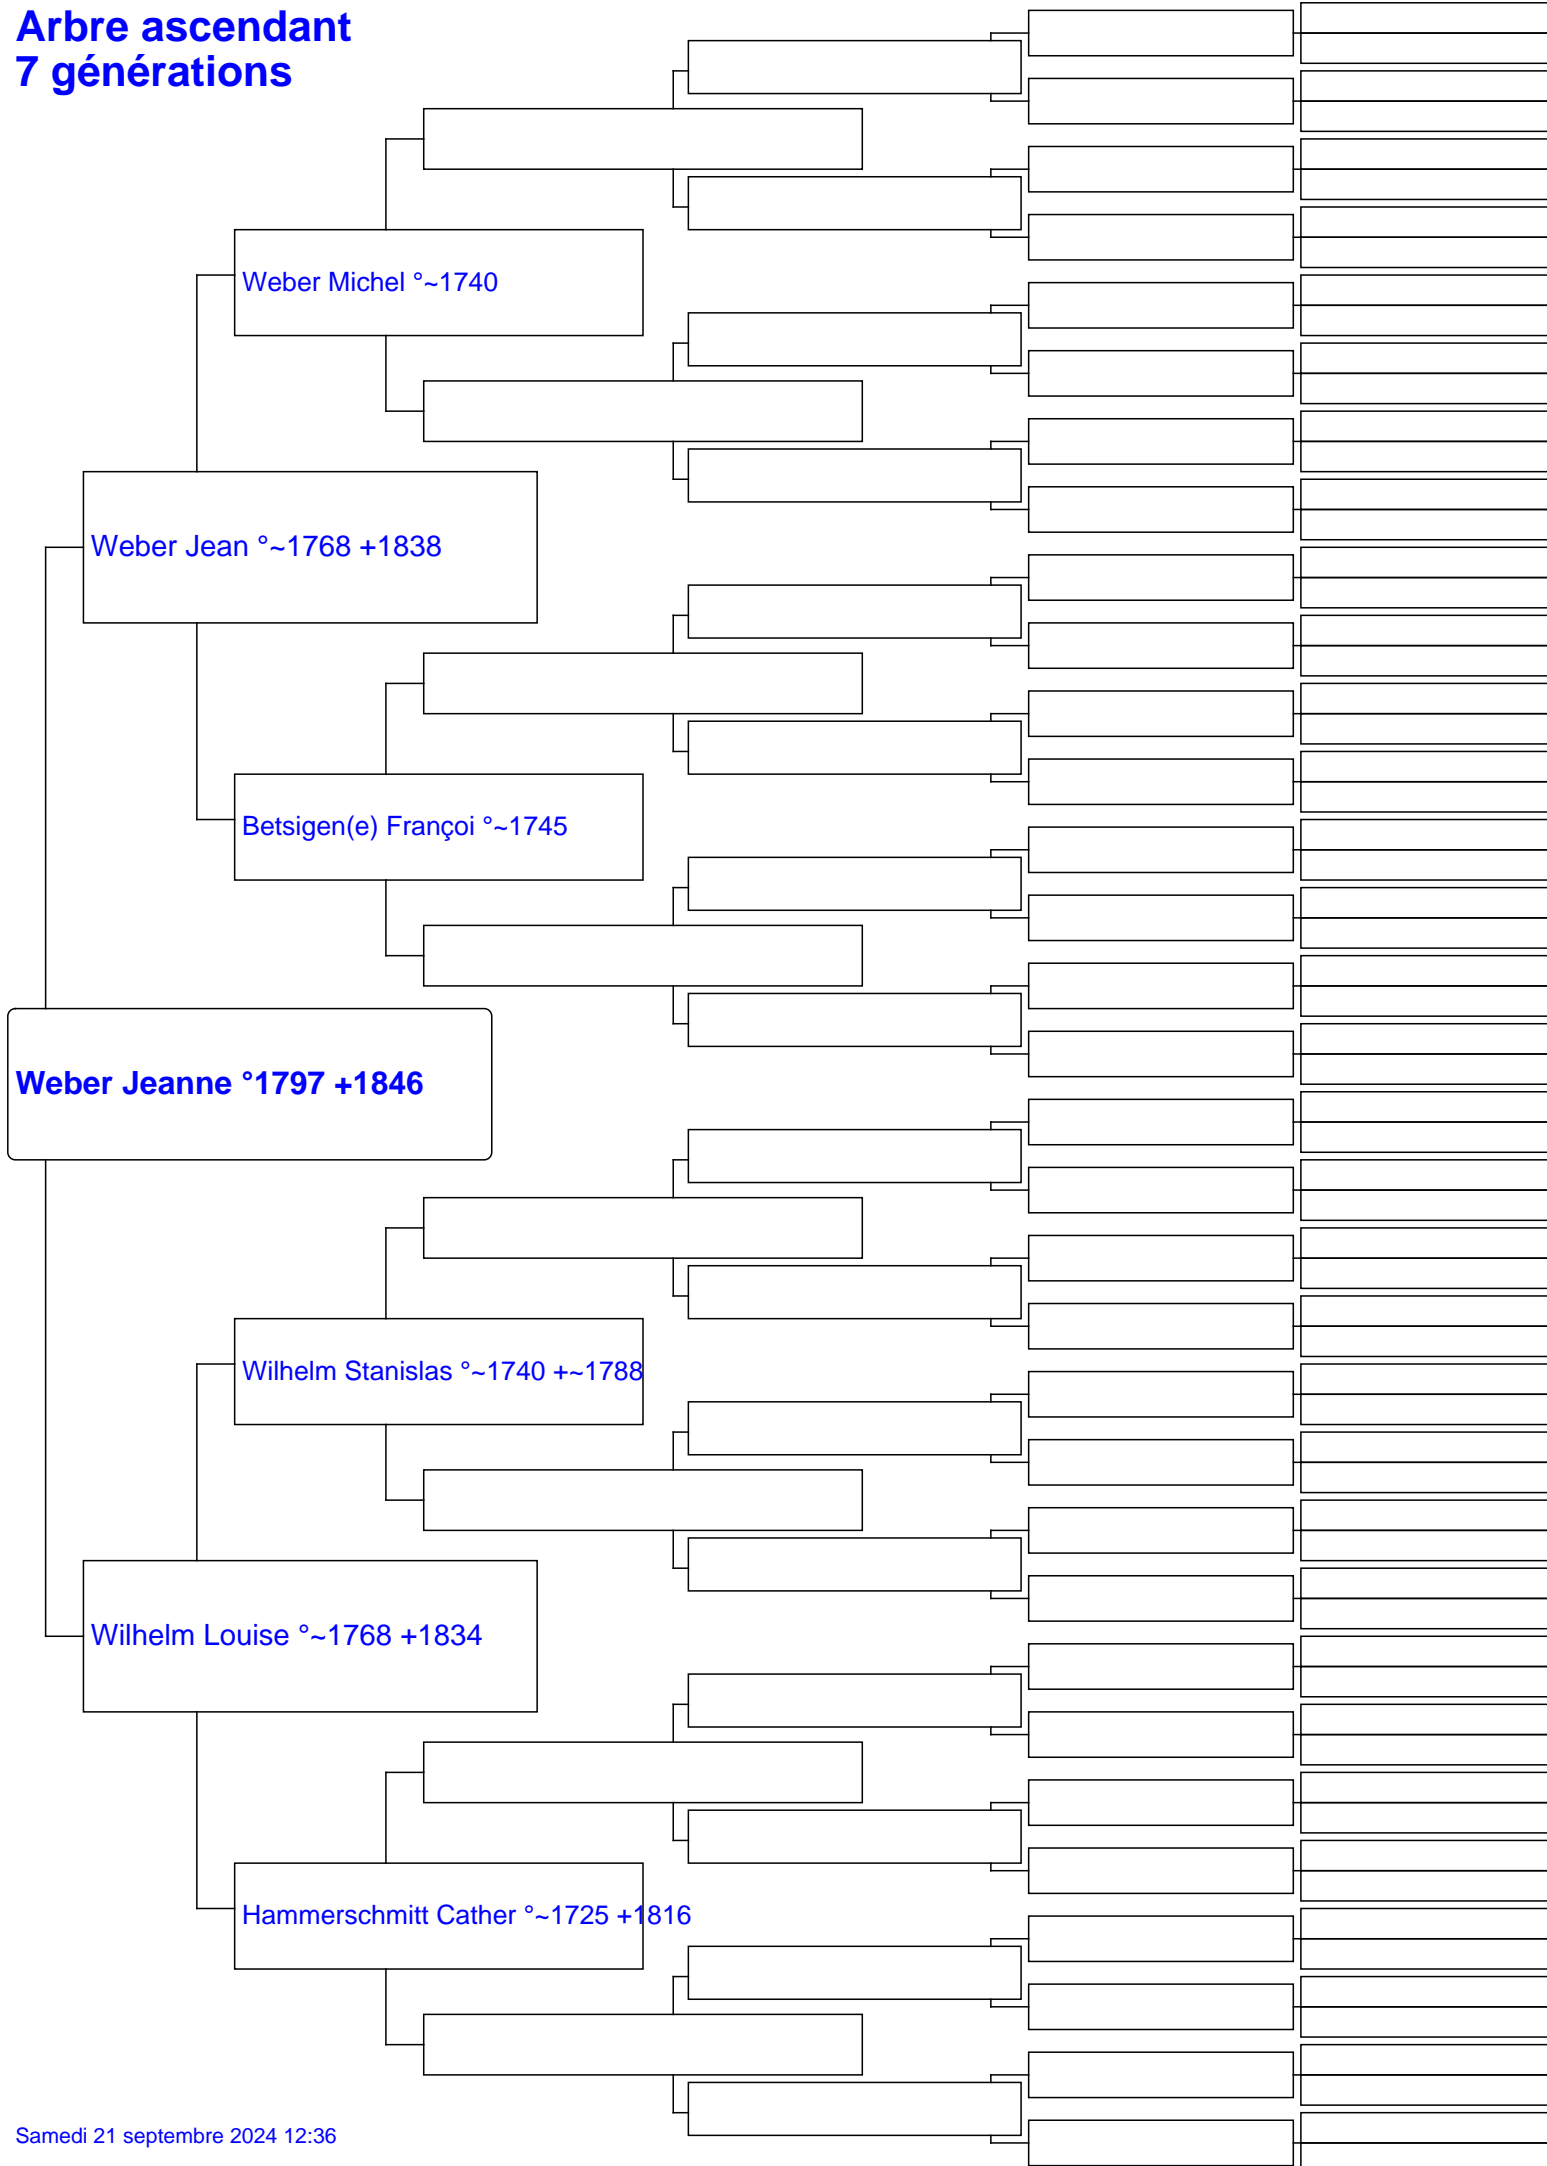 Arbre ascendant
7 générations
Weber Michel °~1740
Weber Jean °~1768 +1838
Betsigen(e) Françoi °~1745
Weber Jeanne °1797 +1846
Wilhelm Stanislas °~1740 +~1788
Wilhelm Louise °~1768 +1834
Hammerschmitt Cather °~1725 +1816
Samedi 21 septembre 2024 12:36